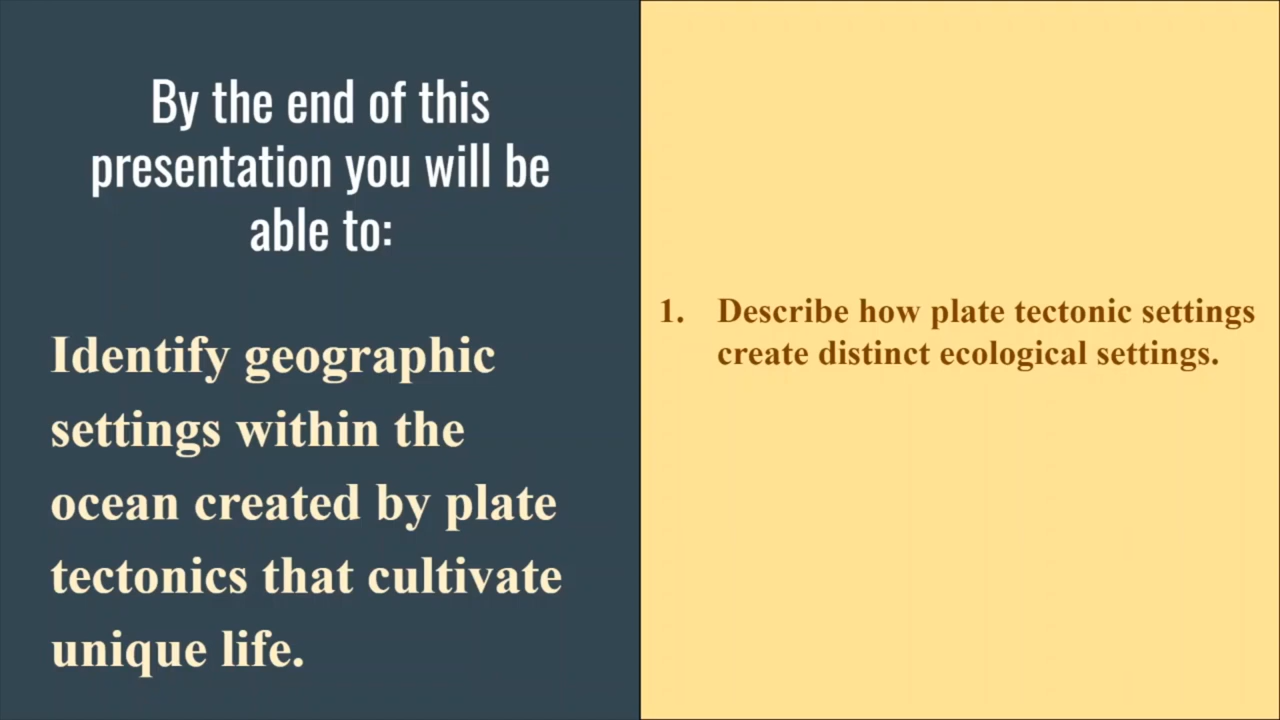 By the end of this
presentation you will be
able to:
Identify geographic
settings within the
ocean created by plate
tectonics that cultivate
unique life.
1. Describe how plate tectonic settings
create distinct ecological settings.